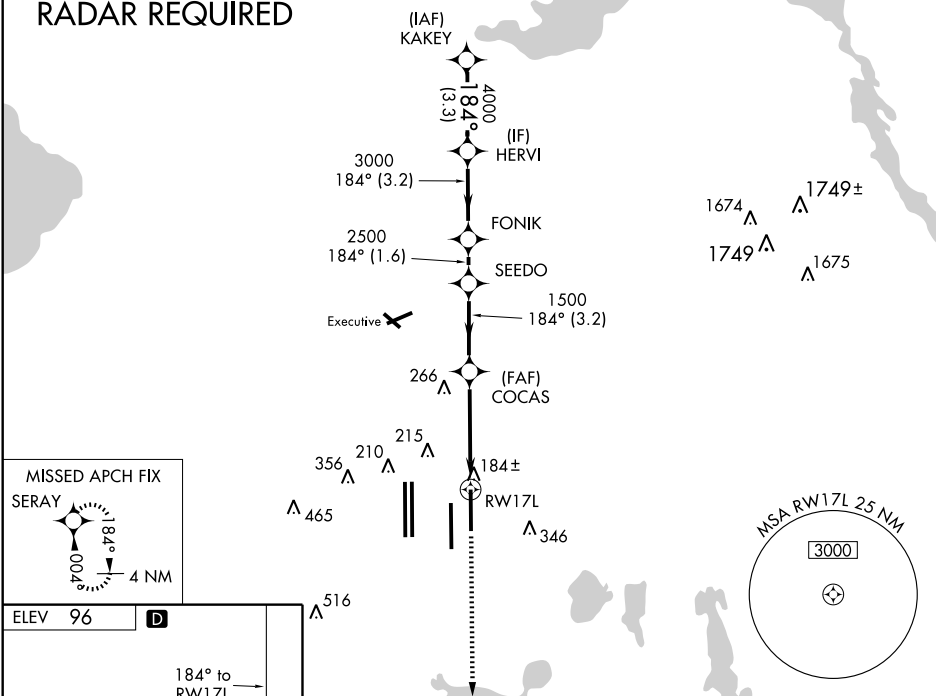 RADAR REQUIRED
(IAF)
KAKEY
4000
184°
(3.3)
(IF)
HERVI
3000
184° (3.2)
FONIK
2500
184° (1.6)
SEEDO
1500
184° (3.2)
Executive
1674
1749±
1749
1675
266
(FAF)
COCAS
215
210
356
184±
465
RW17L
346
MISSED APCH FIX
SERAY
184°
004°
4 NM
MSA RW17L 25 NM
3000
516
ELEV 96 D
184° to
RW17L